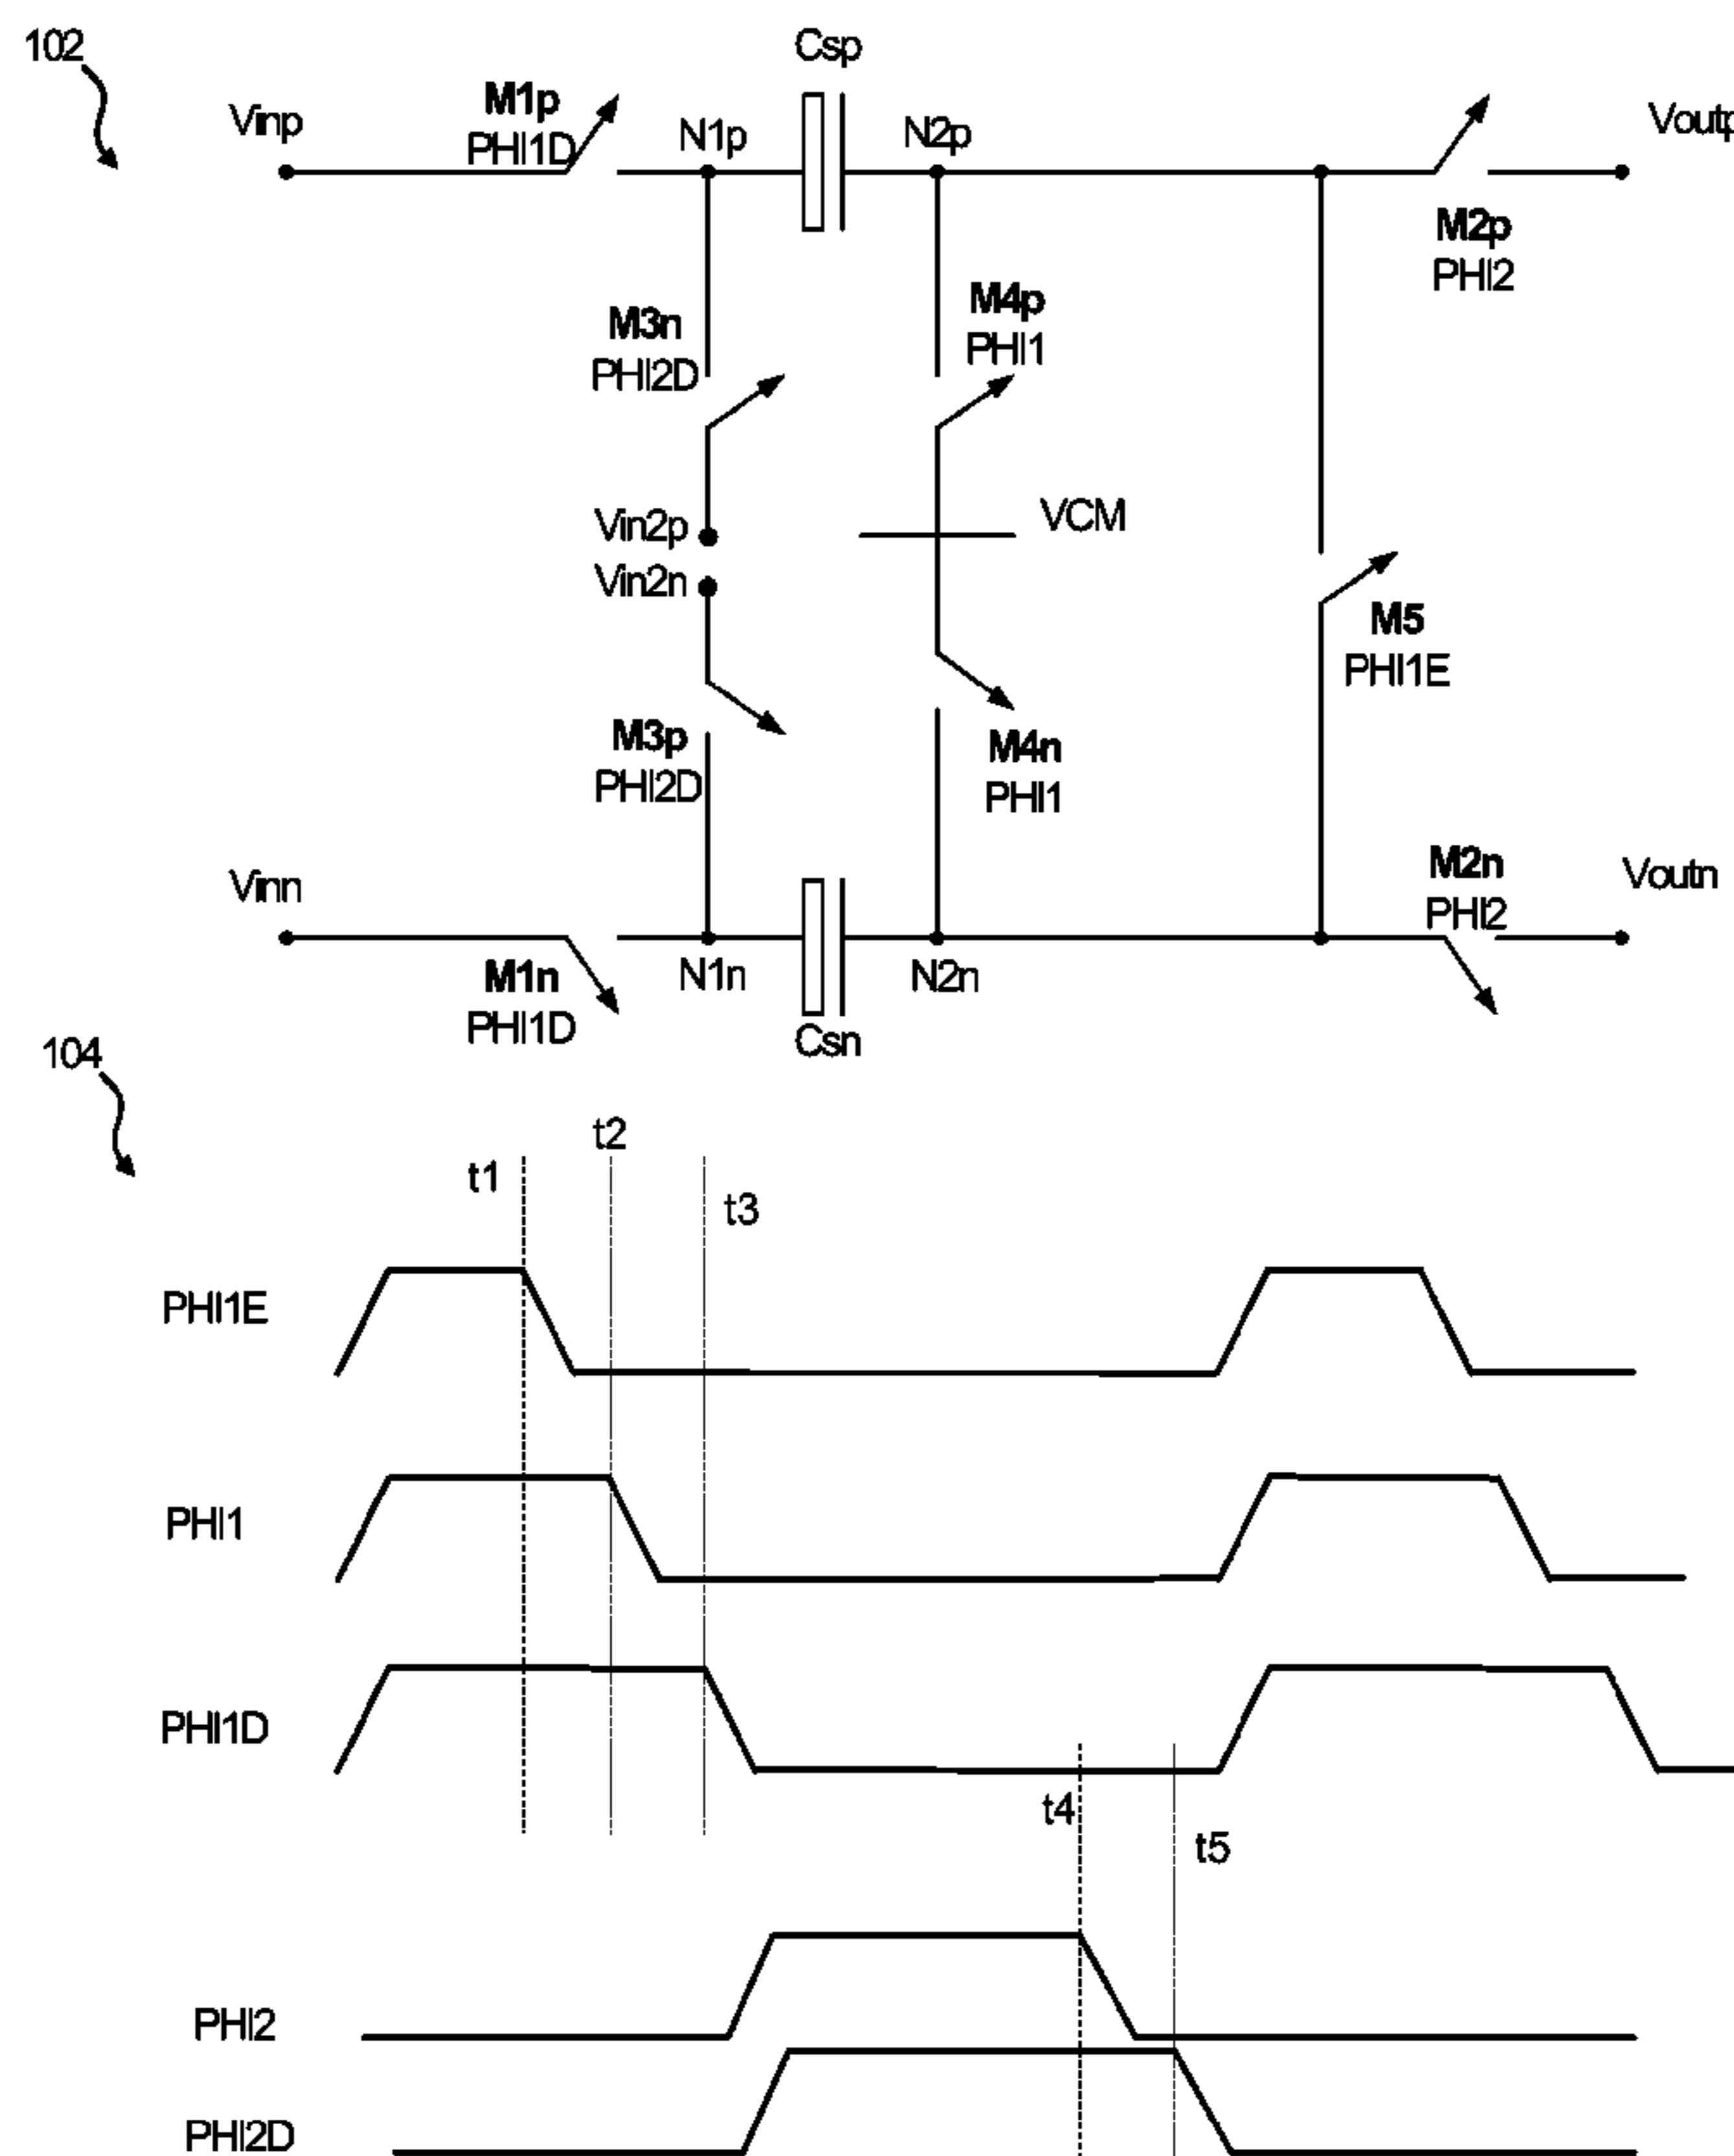 102
Csp
Vinp
M1p
PHI1D
N1p
N2p
Voutp
M2p
PHI2
M3n
PHI2D
M4p
PHI1
Vin2p
VCM
Vin2n
M5
PHI1E
M3p
PHI2D
M4n
PHI1
Vinn
M2n
PHI2
Voutn
M1n
PHI1D
N1n
N2n
Csn
104
t1
t2
t3
PHI1E
PHI1
PHI1D
t4
t5
PHI2
PHI2D